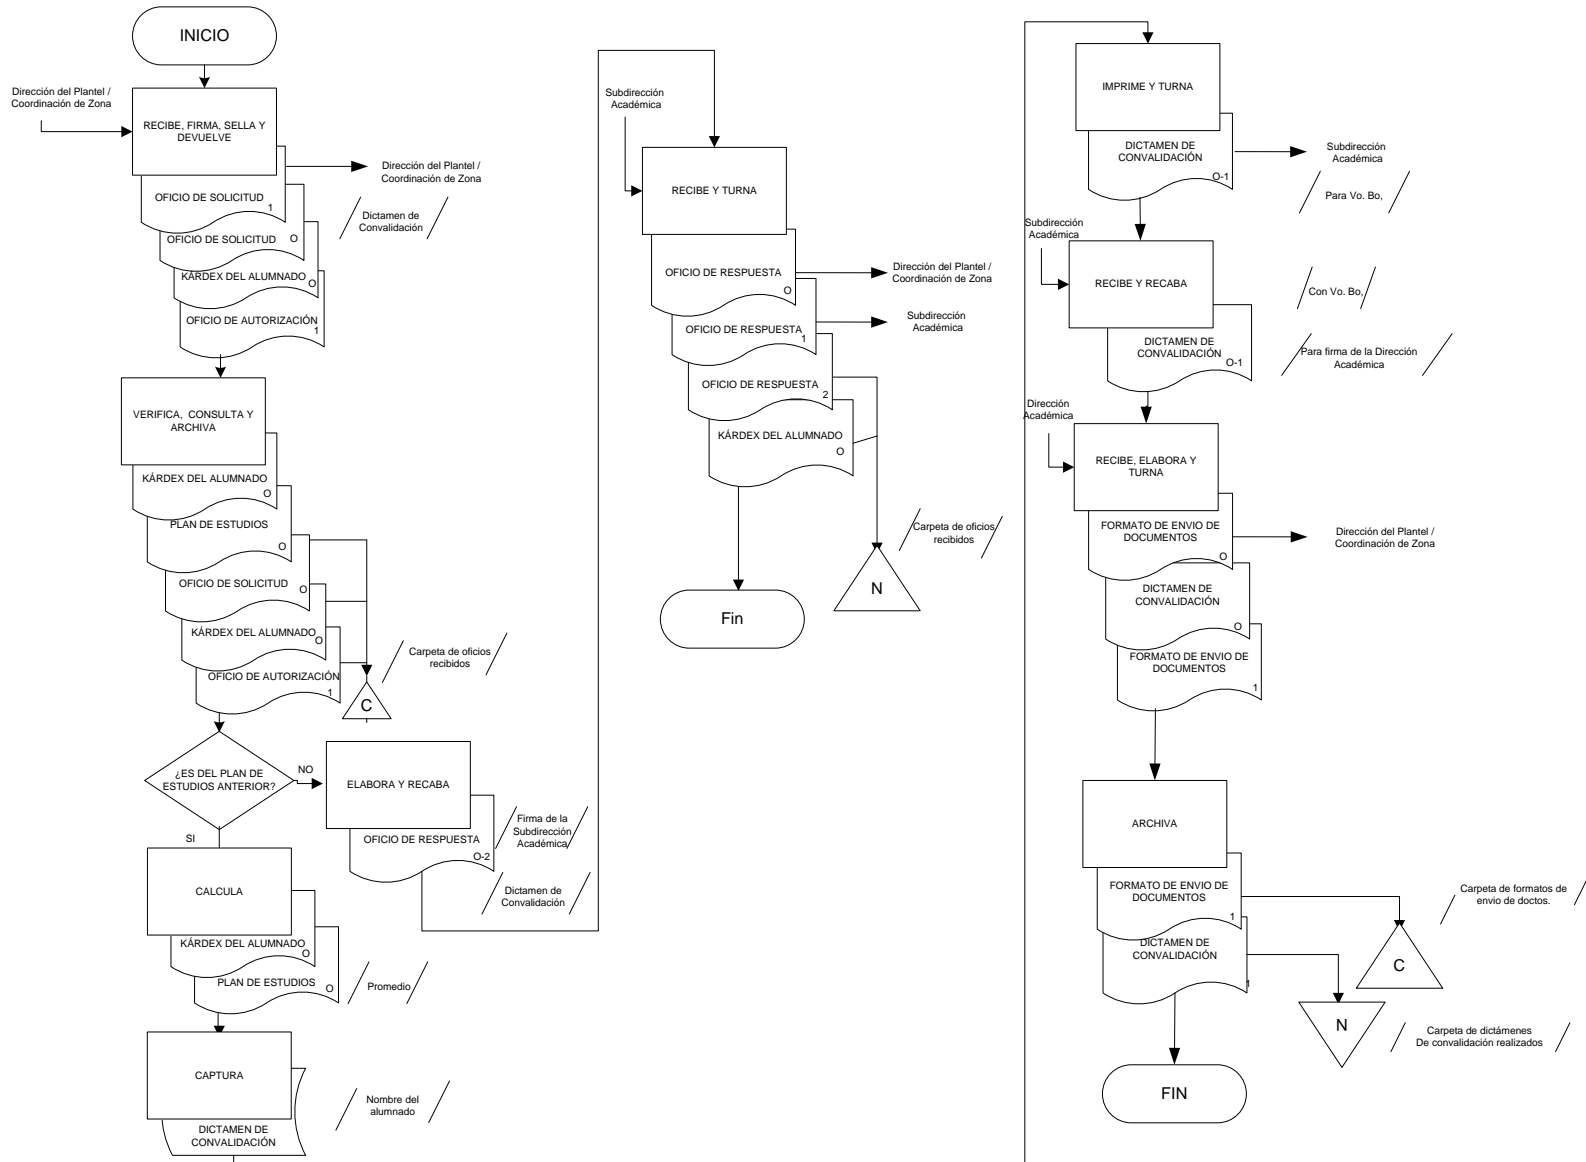 INICIO
Dirección del Plantel /
Coordinación de Zona
RECIBE, FIRMA, SELLA Y
DEVUELVE
Dirección del Plantel /
Coordinación de Zona
OFICIO DE SOLICITUD
1
Dictamen de
Convalidación
OFICIO DE SOLICITUD
O
KÁRDEX DEL ALUMNADO
O
OFICIO DE AUTORIZACIÓN
1
VERIFICA, CONSULTA Y
ARCHIVA
KÁRDEX DEL ALUMNADO
O
PLAN DE ESTUDIOS
O
OFICIO DE SOLICITUD
O
KÁRDEX DEL ALUMNADO
O
OFICIO DE AUTORIZACIÓN
1
Carpeta de oficios
recibidos
C
¿ES DEL PLAN DE
ESTUDIOS ANTERIOR?
NO
SI
ELABORA Y RECABA
OFICIO DE RESPUESTA
O-2
Firma de la
Subdirección
Académica
Dictamen de
Convalidación
CALCULA
KÁRDEX DEL ALUMNADO
O
PLAN DE ESTUDIOS
O
Promedio
CAPTURA
DICTAMEN DE
CONVALIDACIÓN
Nombre del
alumnado
Subdirección
Académica
RECIBE Y TURNA
OFICIO DE RESPUESTA
O
Dirección del Plantel /
Coordinación de Zona
OFICIO DE RESPUESTA
1
Subdirección
Académica
OFICIO DE RESPUESTA
2
KÁRDEX DEL ALUMNADO
O
Carpeta de oficios
recibidos
N
Fin
IMPRIME Y TURNA
DICTAMEN DE
CONVALIDACIÓN
O-1
Subdirección
Académica
Para Vo. Bo,
Subdirección
Académica
RECIBE Y RECABA
Con Vo. Bo,
DICTAMEN DE
CONVALIDACIÓN
O-1
Para firma de la Dirección
Académica
Dirección
Académica
RECIBE, ELABORA Y
TURNA
FORMATO DE ENVIO DE
DOCUMENTOS
O
Dirección del Plantel /
Coordinación de Zona
DICTAMEN DE
CONVALIDACIÓN
O
FORMATO DE ENVIO DE
DOCUMENTOS
1
ARCHIVA
FORMATO DE ENVIO DE
DOCUMENTOS
1
Carpeta de formatos de
envio de doctos.
DICTAMEN DE
CONVALIDACIÓN
1
C
N
Carpeta de dictámenes
De convalidación realizados
FIN